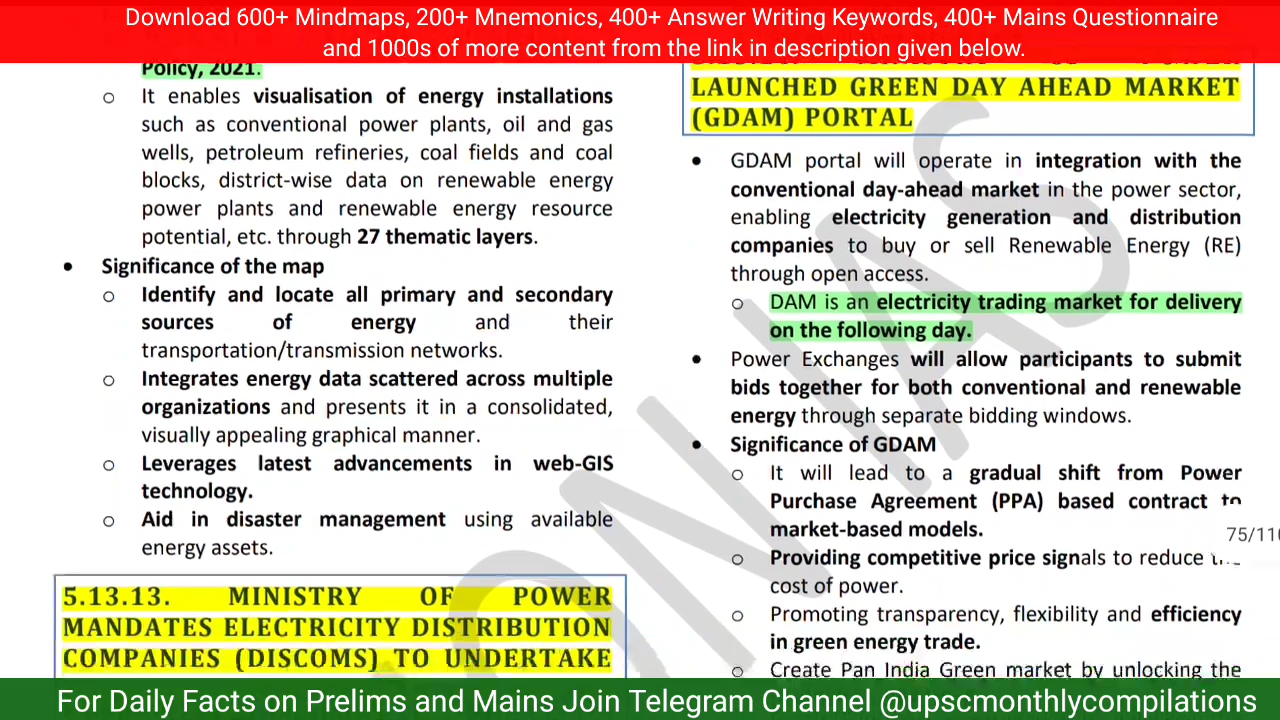 Download 600+ Mindmaps, 200+ Mnemonics, 400+ Answer Writing Keywords, 400+ Mains Questionnaire
and 1000s of more content from the link in description given below.
Policy, 2021.
o It enables visualisation of energy installations
such as conventional power plants, oil and gas
wells, petroleum refineries, coal fields and coal
blocks, district-wise data on renewable energy
power plants and renewable energy resource
potential, etc. through 27 thematic layers.
• Significance of the map
o Identify and locate all primary and secondary
sources of energy and their
transportation/transmission networks.
o Integrates energy data scattered across multiple
organizations and presents it in a consolidated,
visually appealing graphical manner.
o Leverages latest advancements in web-GIS
technology.
o Aid in disaster management using available
energy assets.
5.13.13. MINISTRY OF POWER
MANDATES ELECTRICITY DISTRIBUTION
COMPANIES (DISCOMS) TO UNDERTAKE
LAUNCHED GREEN DAY AHEAD MARKET
(GDAM) PORTAL
• GDAM portal will operate in integration with the
conventional day-ahead market in the power sector,
enabling electricity generation and distribution
companies to buy or sell Renewable Energy (RE)
through open access.
o DAM is an electricity trading market for delivery
on the following day.
• Power Exchanges will allow participants to submit
bids together for both conventional and renewable
energy through separate bidding windows.
• Significance of GDAM
o It will lead to a gradual shift from Power
Purchase Agreement (PPA) based contract to
market-based models.
o Providing competitive price signals to reduce
cost of power.
o Promoting transparency, flexibility and efficiency
in green energy trade.
o Create Pan India Green market by unlocking the
75/110
For Daily Facts on Prelims and Mains Join Telegram Channel @upscmonthlycompilations